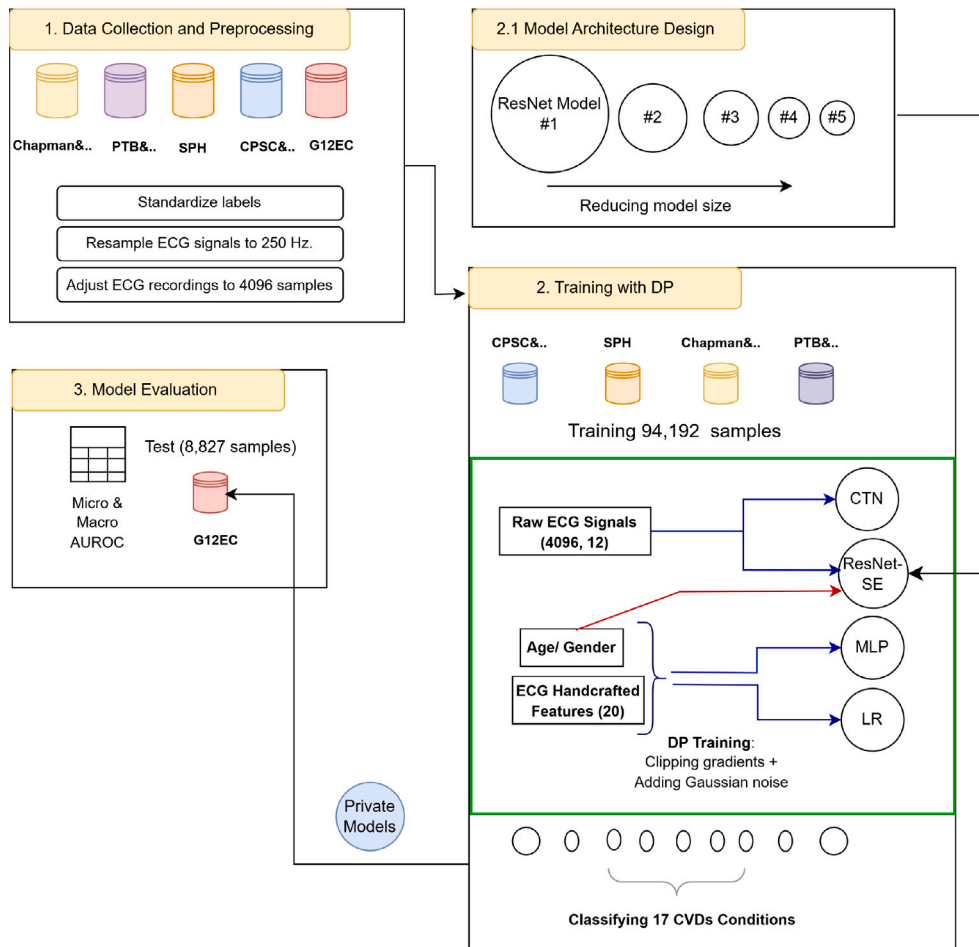 1. Data Collection and Preprocessing
Chapman&.. PTB&.. SPH CPSC&.. G12EC
Standardize labels
Resample ECG signals to 250 Hz.
Adjust ECG recordings to 4096 samples
2.1 Model Architecture Design
ResNet Model
#1
#2
#3
#4
#5
Reducing model size
2. Training with DP
CPSC&.. SPH Chapman&.. PTB&..
Training 94,192 samples
Raw ECG Signals
(4096, 12)
CTN
ResNet-
SE
Age/ Gender
MLP
ECG Handcrafted
Features (20)
LR
DP Training:
Clipping gradients +
Adding Gaussian noise
Classifying 17 CVDs Conditions
3. Model Evaluation
Test (8,827 samples)
Micro &
Macro
AUROC
G12EC
Private
Models